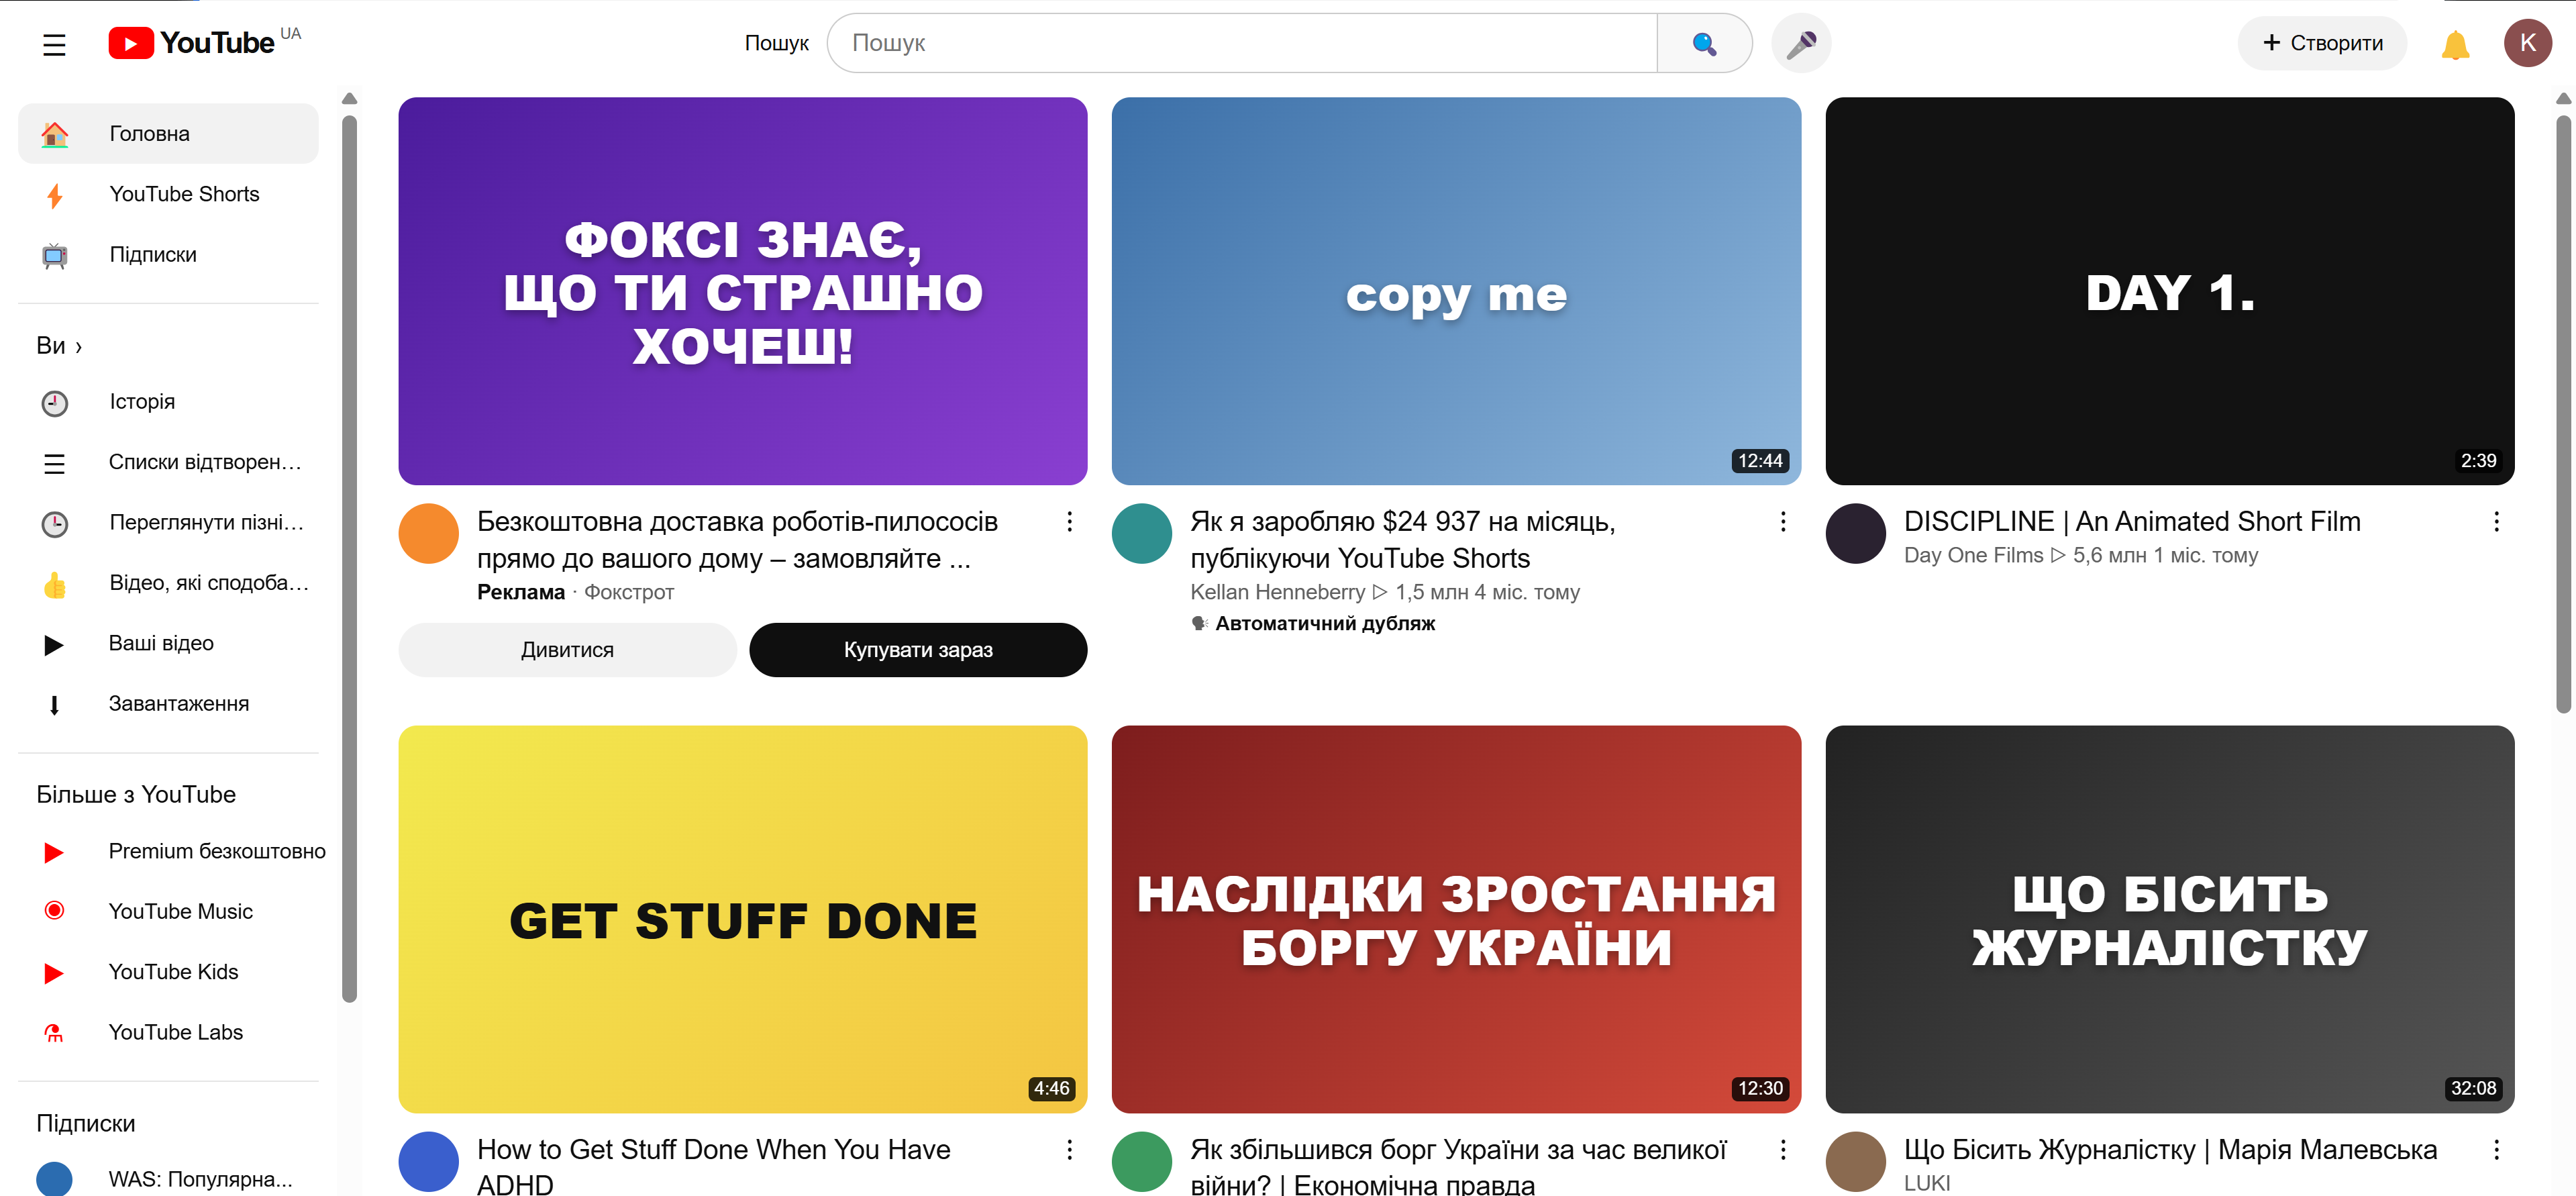 YouTube UA
Пошук
Пошук
+ Створити
K
Головна
YouTube Shorts
Підписки
Ви ›
Історія
Списки відтворен…
Переглянути пізні…
Відео, які сподоба…
Ваші відео
Завантаження
Більше з YouTube
Premium безкоштовно
YouTube Music
YouTube Kids
YouTube Labs
Підписки
WAS: Популярна...
ФОКСІ ЗНАЄ,
ЩО ТИ СТРАШНО
ХОЧЕШ!
Безкоштовна доставка роботів-пилососів
прямо до вашого дому – замовляйте ...
Реклама · Фокстрот
Дивитися
Купувати зараз
copy me
12:44
Як я заробляю $24 937 на місяць,
публікуючи YouTube Shorts
Kellan Henneberry ▷ 1,5 млн 4 міс. тому
Автоматичний дубляж
DAY 1.
2:39
DISCIPLINE | An Animated Short Film
Day One Films ▷ 5,6 млн 1 міс. тому
GET STUFF DONE
4:46
How to Get Stuff Done When You Have
ADHD
НАСЛІДКИ ЗРОСТАННЯ
БОРГУ УКРАЇНИ
12:30
Як збільшився борг України за час великої
війни? | Економічна правда
ЩО БІСИТЬ
ЖУРНАЛІСТКУ
32:08
Що Бісить Журналістку | Марія Малевська
LUKI